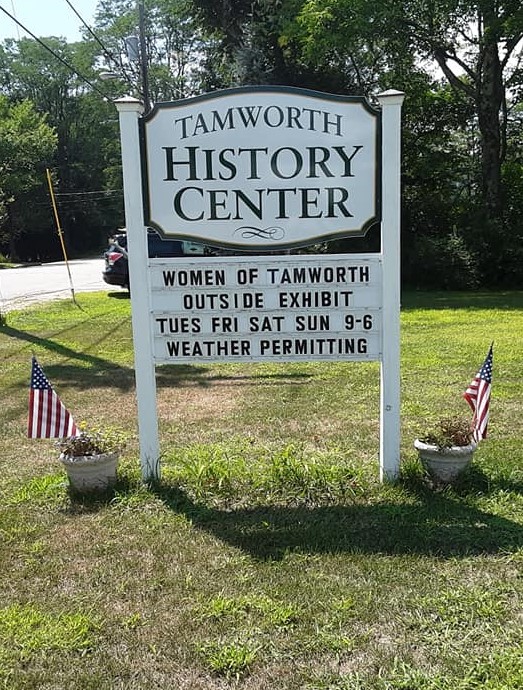 TAMWORTH
HISTORY
CENTER
WOMEN OF TAMWORTH
OUTSIDE EXHIBIT
TUES FRI SAT SUN 9-6
WEATHER PERMITTING